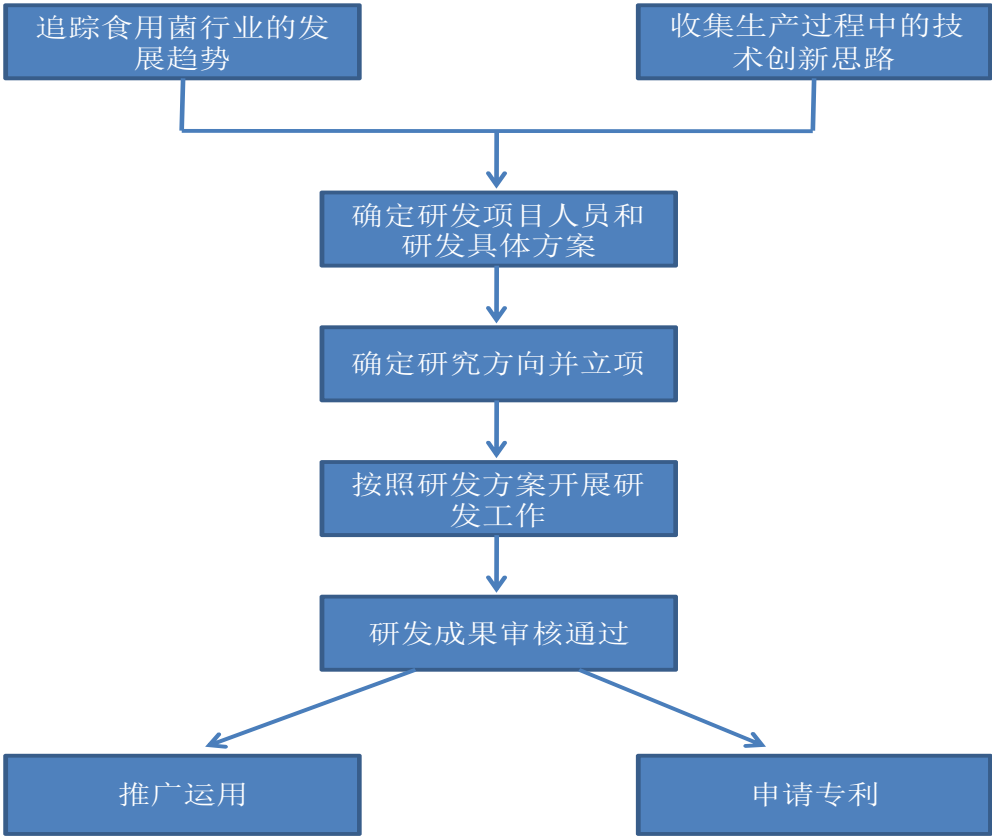 追踪食用菌行业的发
展趋势
收集生产过程中的技
术创新思路
确定研发项目人员和
研发具体方案
确定研究方向并立项
按照研发方案开展研
发工作
研发成果审核通过
推广运用
申请专利